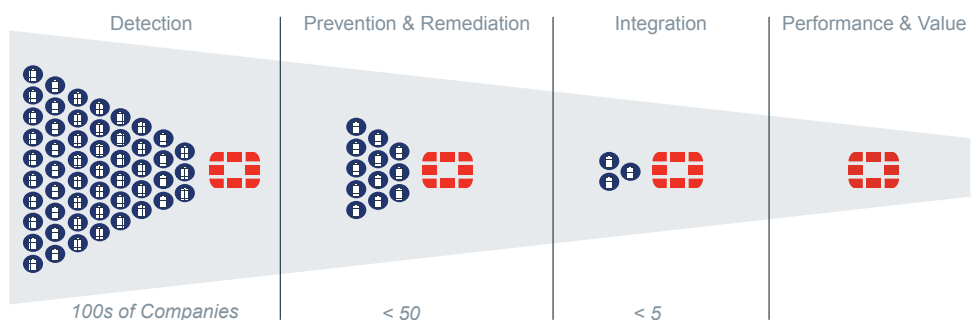 Detection Prevention & Remediation Integration Performance & Value
100s of Companies < 50 < 5